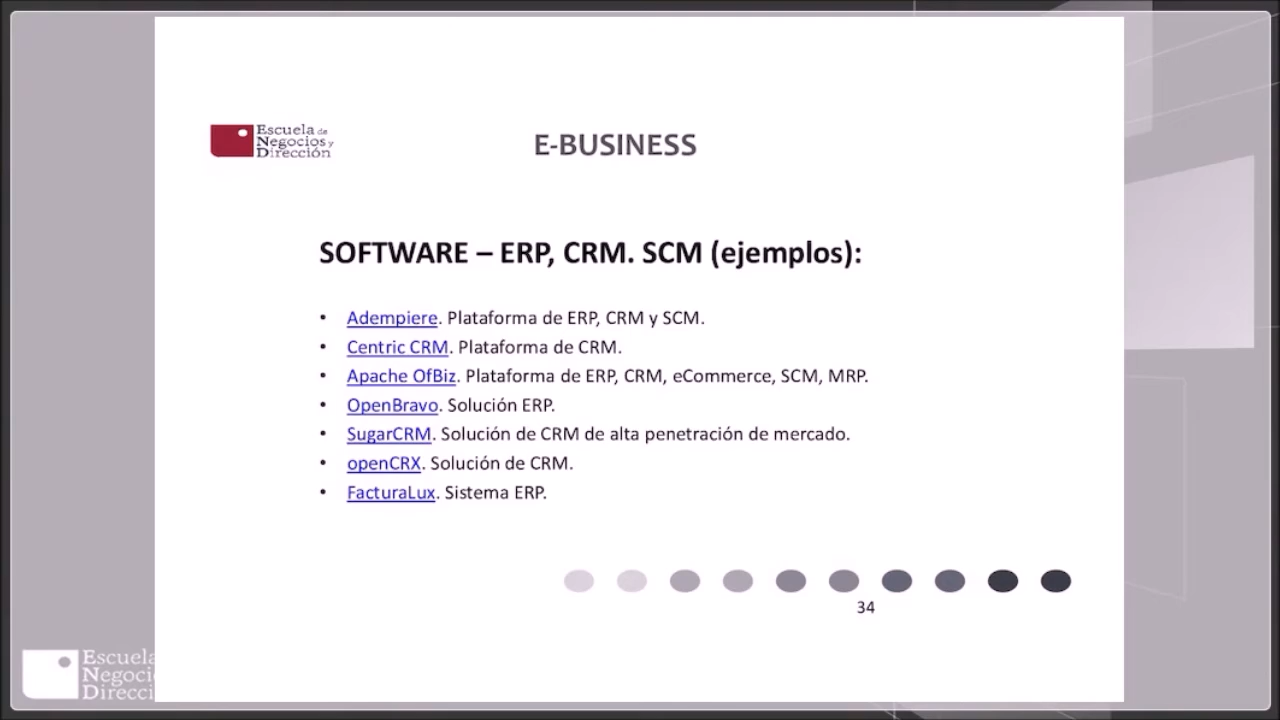 Escuela de
Negocios y
Dirección
E-BUSINESS
SOFTWARE – ERP, CRM. SCM (ejemplos):
• Adempiere. Plataforma de ERP, CRM y SCM.
• Centric CRM. Plataforma de CRM.
• Apache OfBiz. Plataforma de ERP, CRM, eCommerce, SCM, MRP.
• OpenBravo. Solución ERP.
• SugarCRM. Solución de CRM de alta penetración de mercado.
• openCRX. Solución de CRM.
• FacturaLux. Sistema ERP.
34
Escuela
Negoci
Direcci